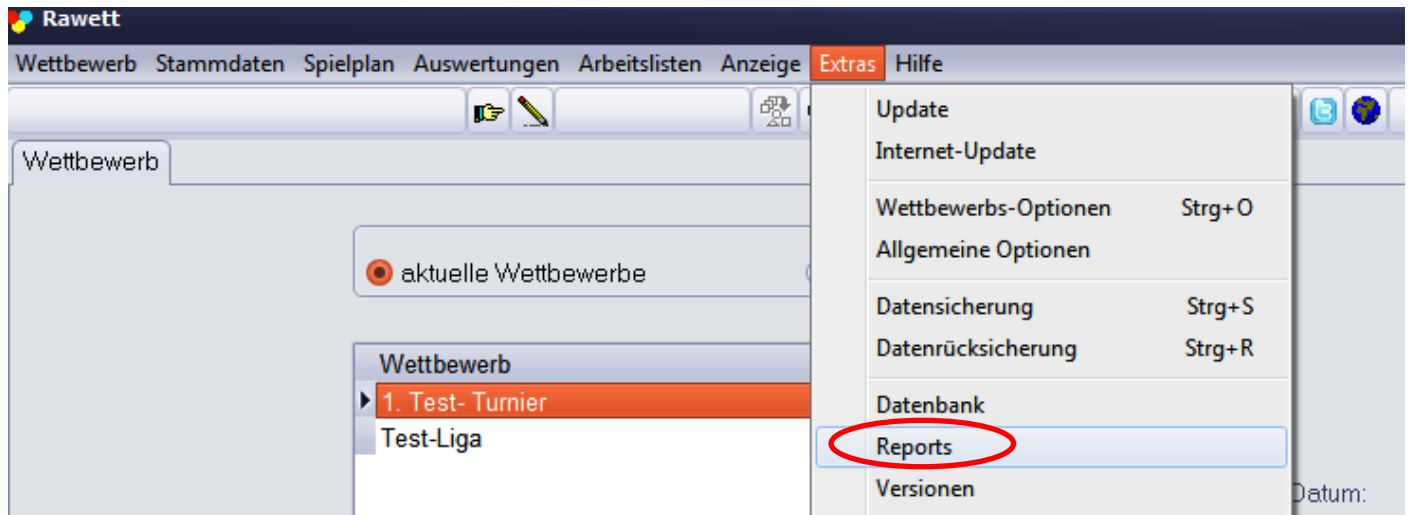 Rawett
Wettbewerb Stammdaten Spielplan Auswertungen Arbeitslisten Anzeige Extras Hilfe
Update
Internet-Update
Wettbewerb
Wettbewerbs-Optionen Strg+O
Allgemeine Optionen
aktuelle Wettbewerbe
Datensicherung Strg+S
Datenrücksicherung Strg+R
Wettbewerb
1. Test- Turnier
Datenbank
Test-Liga
Reports
Versionen
Datum: